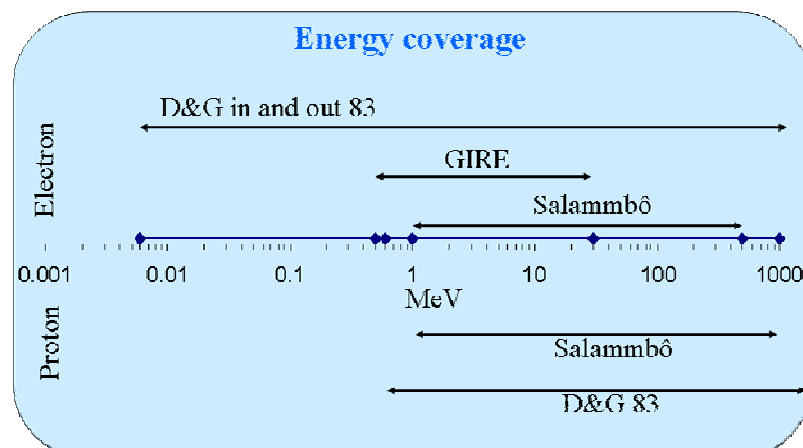 Energy coverage
D&G in and out 83
GIRE
Electron
Salammbô
0.001 0.01 0.1 1 10 100 1000
MeV
Proton
Salammbô
D&G 83